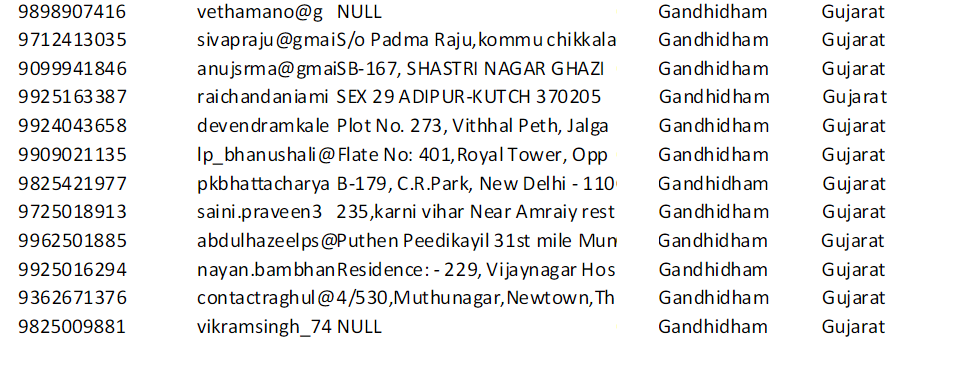 9898907416 vethamano@g NULL Gandhidham Gujarat
9712413035 sivapraju@gmai S/o Padma Raju,kommu chikkala Gandhidham Gujarat
9099941846 anujsrma@gmai SB-167, SHASTRI NAGAR GHAZI Gandhidham Gujarat
9925163387 raichandaniami SEX 29 ADIPUR-KUTCH 370205 Gandhidham Gujarat
9924043658 devendramkale Plot No. 273, Vithhal Peth, Jalga Gandhidham Gujarat
9909021135 lp_bhanushali@ Flate No: 401,Royal Tower, Opp Gandhidham Gujarat
9825421977 pkbhattacharya B-179, C.R.Park, New Delhi - 110 Gandhidham Gujarat
9725018913 saini.praveen3 235,karni vihar Near Amraiy rest Gandhidham Gujarat
9962501885 abdulhazeelps@ Puthen Peedikayil 31st mile Mun Gandhidham Gujarat
9925016294 nayan.bambhan Residence: - 229, Vijaynagar Hos Gandhidham Gujarat
9362671376 contactraghul@ 4/530,Muthunagar,Newtown,Th Gandhidham Gujarat
9825009881 vikramsingh_74 NULL Gandhidham Gujarat